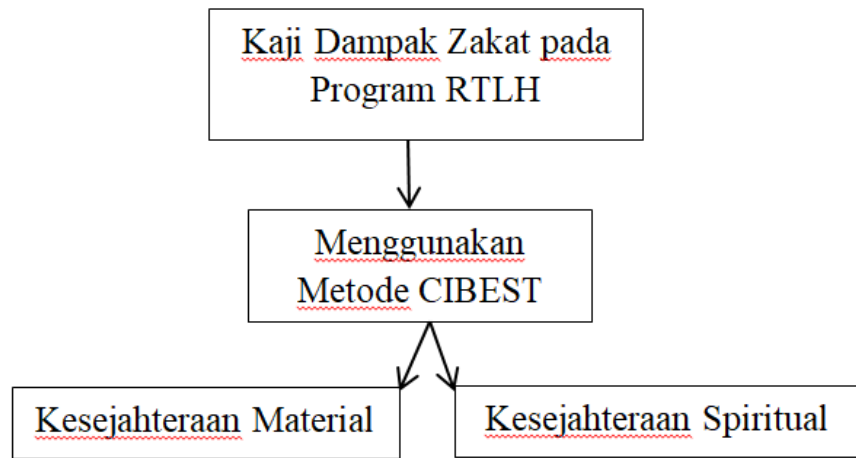 Kaji Dampak Zakat pada
Program RTLH
Menggunakan
Metode CIBEST
Kesejahteraan Material
Kesejahteraan Spiritual